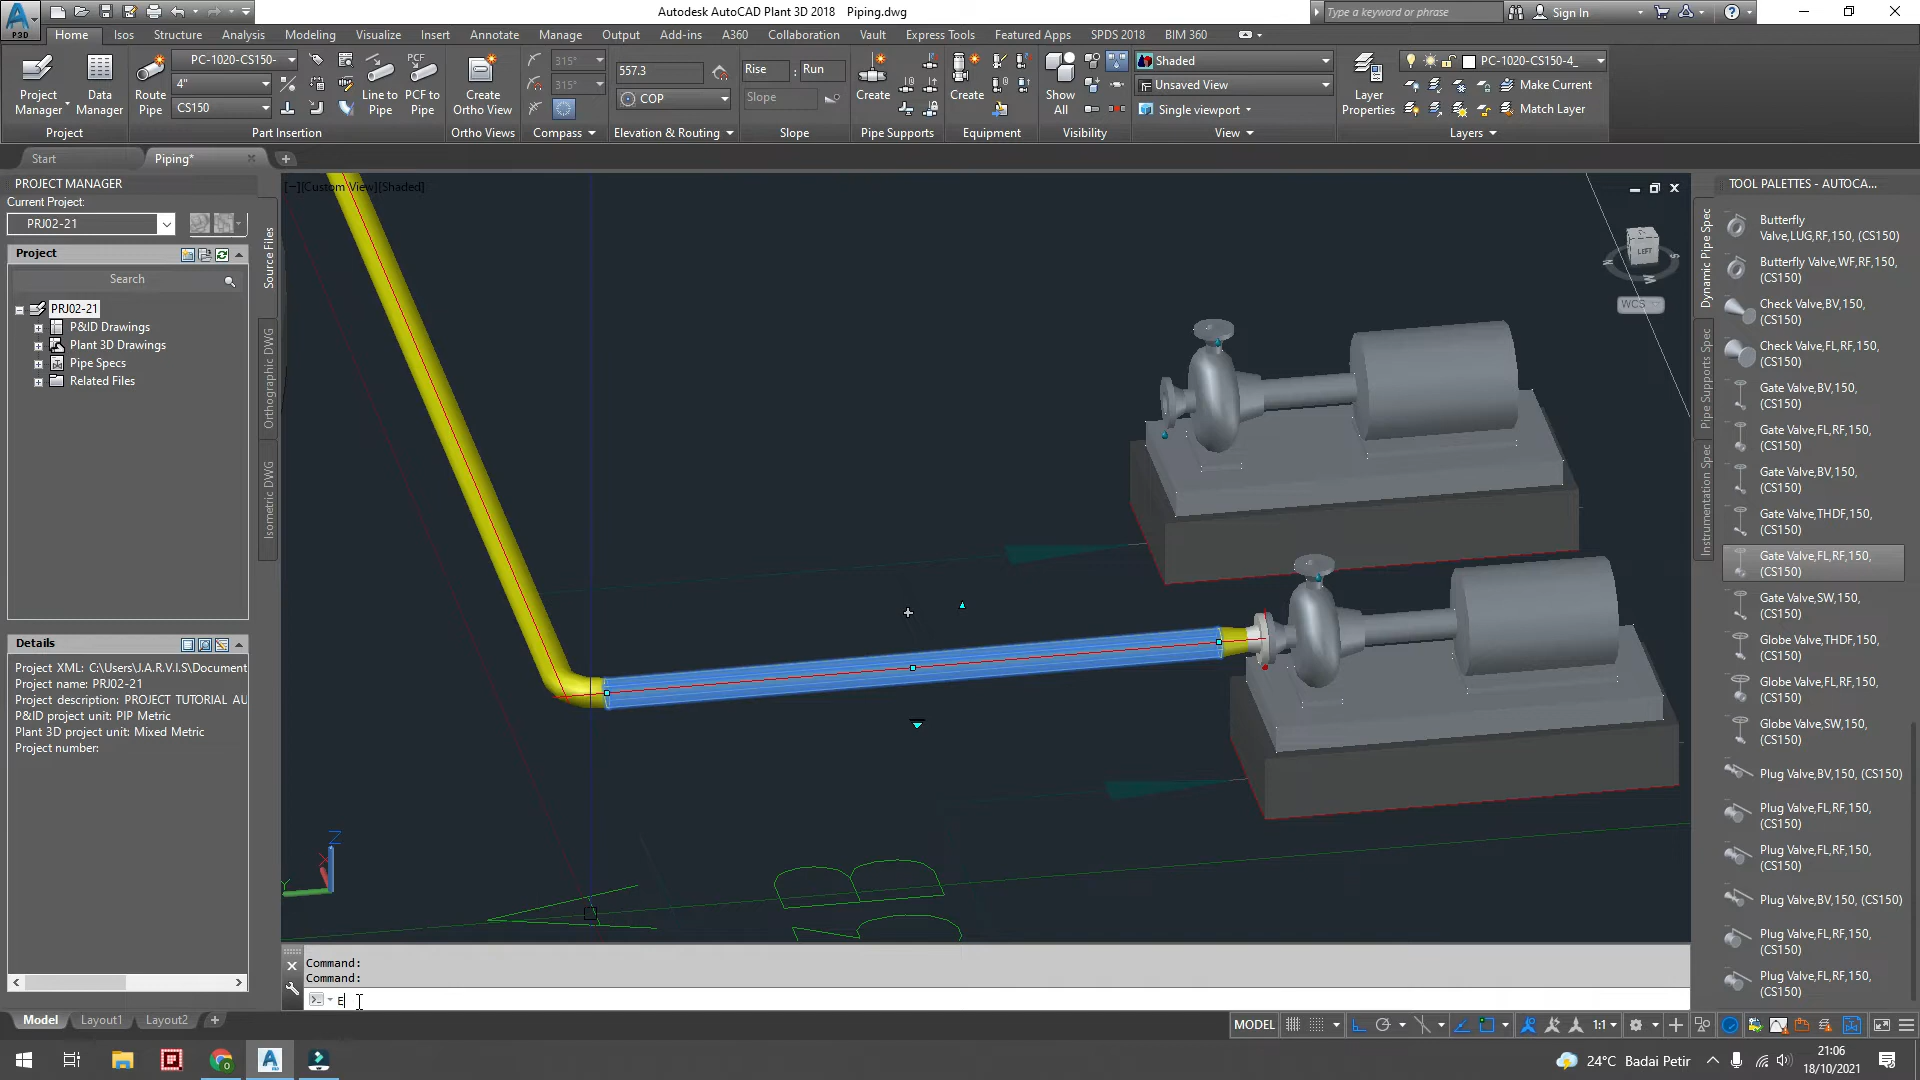 Autodesk AutoCAD Plant 3D 2018 Piping.dwg
Type a keyword or phrase
Sign In
P3D
Home
Isos
Structure
Analysis
Modeling
Visualize
Insert
Annotate
Manage
Output
Add-ins
A360
Collaboration
Vault
Express Tools
Featured Apps
SPDS 2018
BIM 360
Project Manager
Data Manager
Project
Route Pipe
PC-1020-CS150-
4"
CS150
Line to Pipe
PCF
PCF to Pipe
Part Insertion
Create Ortho View
Ortho Views
315°
315°
Compass
557.3
COP
Elevation & Routing
Rise : Run
Slope
Slope
Create
Pipe Supports
Create
Equipment
Show All
Visibility
Shaded
Unsaved View
Single viewport
View
Layer Properties
PC-1020-CS150-4_
Make Current
Match Layer
Layers
Start
Piping*
PROJECT MANAGER
Current Project:
PRJ02-21
Project
Search
PRJ02-21
P&ID Drawings
Plant 3D Drawings
Pipe Specs
Related Files
Source Files
Orthographic DWG
Isometric DWG
Details
Project XML: C:\Users\J.A.R.V.I.S\Document
Project name: PRJ02-21
Project description: PROJECT TUTORIAL AU
P&ID project unit: PIP Metric
Plant 3D project unit: Mixed Metric
Project number:
[−][Custom View][Shaded]
LEFT
N
S
W
WCS
Z
X
Y
B
TOOL PALETTES - AUTOCA...
Dynamic Pipe Spec
Pipe Supports Spec
Instrumentation Spec
Butterfly
Valve,LUG,RF,150, (CS150)
Butterfly Valve,WF,RF,150,
(CS150)
Check Valve,BV,150,
(CS150)
Check Valve,FL,RF,150,
(CS150)
Gate Valve,BV,150,
(CS150)
Gate Valve,FL,RF,150,
(CS150)
Gate Valve,BV,150,
(CS150)
Gate Valve,THDF,150,
(CS150)
Gate Valve,FL,RF,150,
(CS150)
Gate Valve,SW,150,
(CS150)
Globe Valve,THDF,150,
(CS150)
Globe Valve,FL,RF,150,
(CS150)
Globe Valve,SW,150,
(CS150)
Plug Valve,BV,150, (CS150)
Plug Valve,FL,RF,150,
(CS150)
Plug Valve,FL,RF,150,
(CS150)
Plug Valve,BV,150, (CS150)
Plug Valve,FL,RF,150,
(CS150)
Plug Valve,FL,RF,150,
(CS150)
Command:
Command:
E
Model
Layout1
Layout2
MODEL
1:1
24°C Badai Petir
21:06
18/10/2021